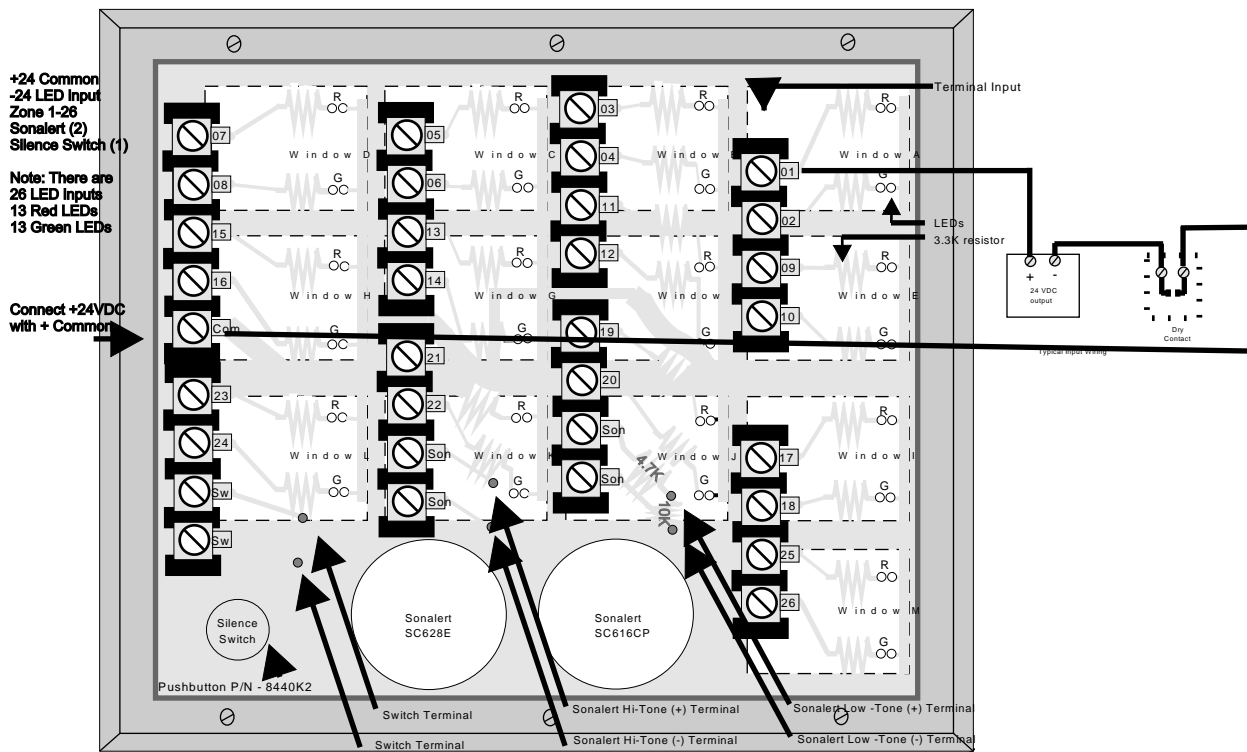 +24 Common
-24 LED Input
Zone 1-26
Sonalert (2)
Silence Switch (1)
Note: There are
26 LED Inputs
13 Red LEDs
13 Green LEDs
Connect +24VDC
with + Common
07
08
15
16
Com
23
24
Sw
Sw
R
Window D
G
R
Window H
G
R
Window L
G
05
06
13
14
21
22
Son
Son
R
Window C
G
R
Window G
G
R
Window K
G
03
04
11
12
19
20
Son
Son
R
Window B
G
R
G
R
Window J
G
4.7K
10K
01
02
09
10
17
18
25
26
R
Window A
G
R
Window E
G
R
Window I
G
R
Window M
G
Terminal Input
LEDs
3.3K resistor
+ -
24 VDC
output
Dry
Contact
Typical Input Wiring
Silence
Switch
Sonalert
SC628E
Sonalert
SC616CP
Pushbutton P/N - 8440K2
Switch Terminal
Switch Terminal
Sonalert Hi-Tone (+) Terminal
Sonalert Hi-Tone (-) Terminal
Sonalert Low -Tone (+) Terminal
Sonalert Low -Tone (-) Terminal